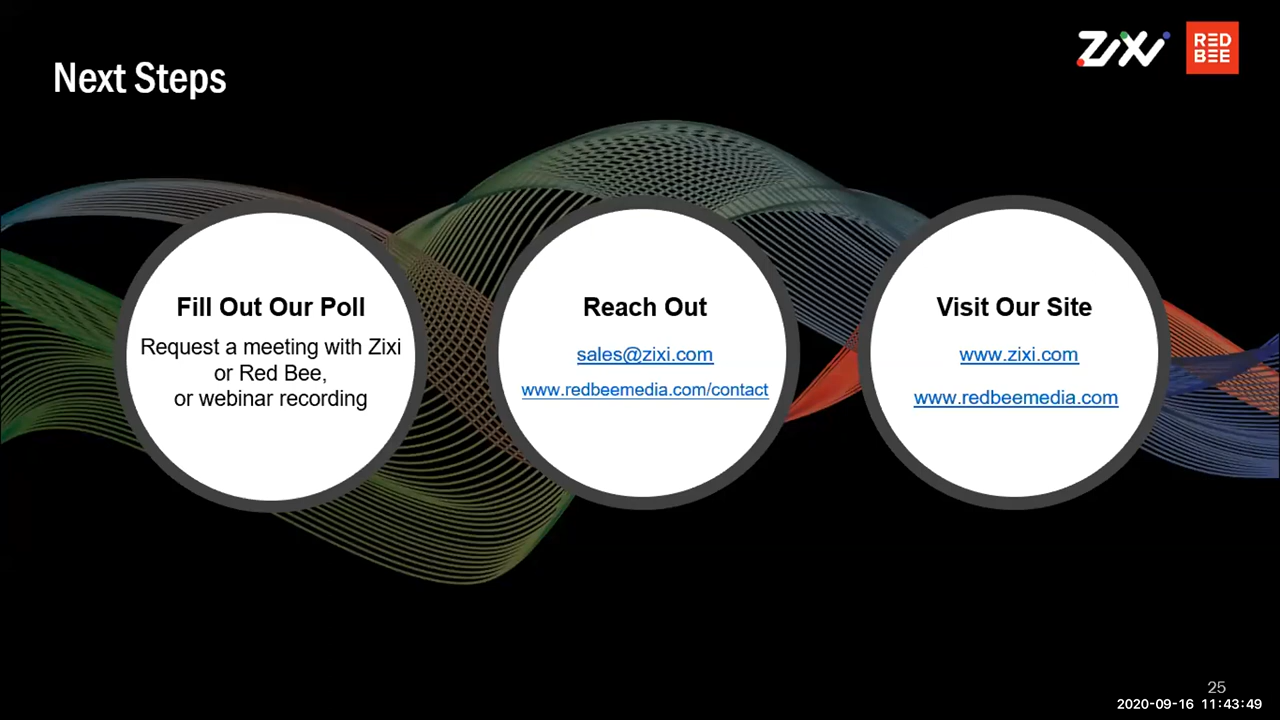 Next Steps
Zixi
RED
BEE
Fill Out Our Poll
Request a meeting with Zixi
or Red Bee,
or webinar recording
Reach Out
sales@zixi.com
www.redbeemedia.com/contact
Visit Our Site
www.zixi.com
www.redbeemedia.com
25
2020-09-16 11:43:49